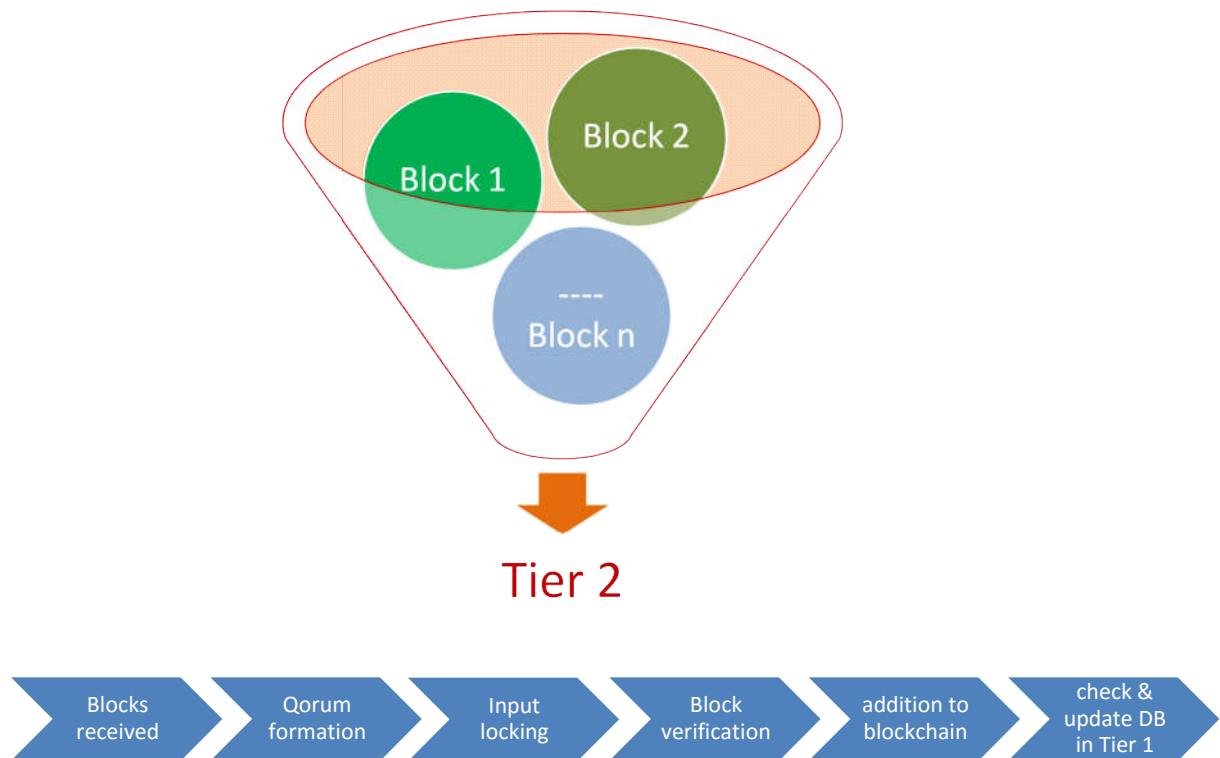 Block 2
Block 1
----
Block n
Tier 2
Blocks
received
Qorum
formation
Input
locking
Block
verification
addition to
blockchain
check &
update DB
in Tier 1